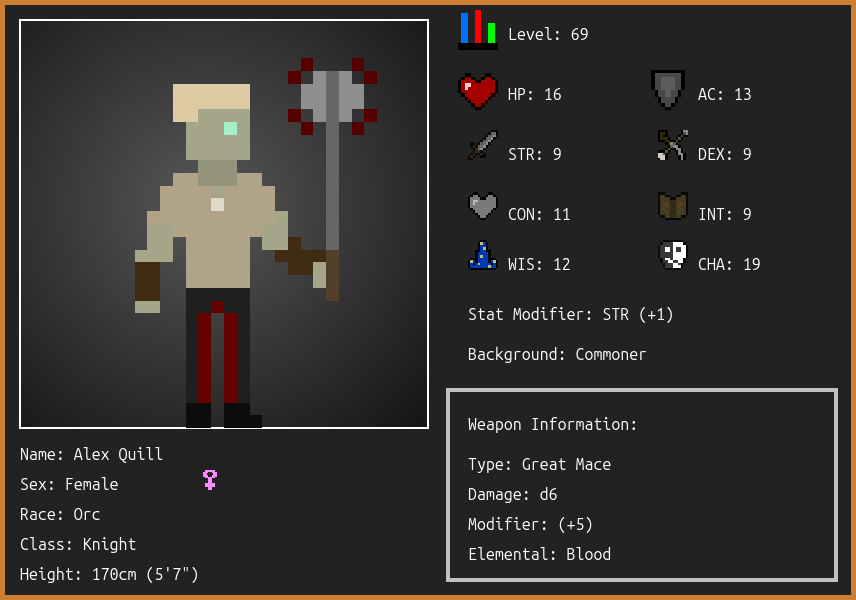 Level: 69
HP: 16
AC: 13
STR: 9
DEX: 9
CON: 11
INT: 9
WIS: 12
CHA: 19
Stat Modifier: STR (+1)
Background: Commoner
Weapon Information:
Type: Great Mace
Damage: d6
Modifier: (+5)
Elemental: Blood
Name: Alex Quill
Sex: Female
Race: Orc
Class: Knight
Height: 170cm (5'7")